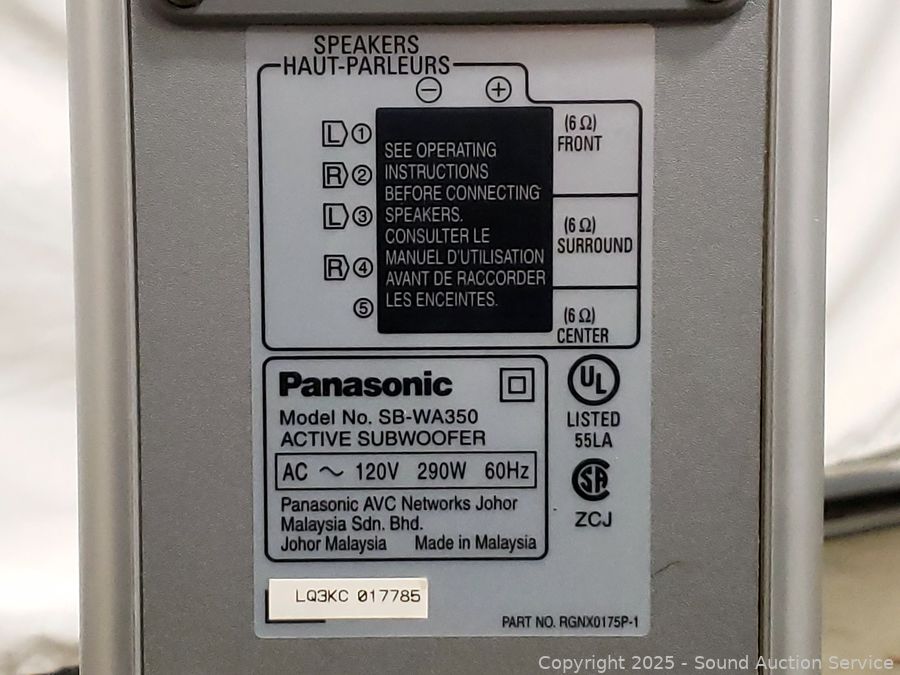 SPEAKERS
HAUT-PARLEURS
− +
L 1
R 2
L 3
R 4
5
SEE OPERATING
INSTRUCTIONS
BEFORE CONNECTING
SPEAKERS.
CONSULTER LE
MANUEL D'UTILISATION
AVANT DE RACCORDER
LES ENCEINTES.
(6 Ω)
FRONT
(6 Ω)
SURROUND
(6 Ω)
CENTER
Panasonic
Model No. SB-WA350
ACTIVE SUBWOOFER
AC ∼ 120V 290W 60Hz
Panasonic AVC Networks Johor
Malaysia Sdn. Bhd.
Johor Malaysia Made in Malaysia
UL
LISTED
55LA
SA
ZCJ
LQ3KC 017785
PART NO. RGNX0175P-1
Copyright 2025 - Sound Auction Service